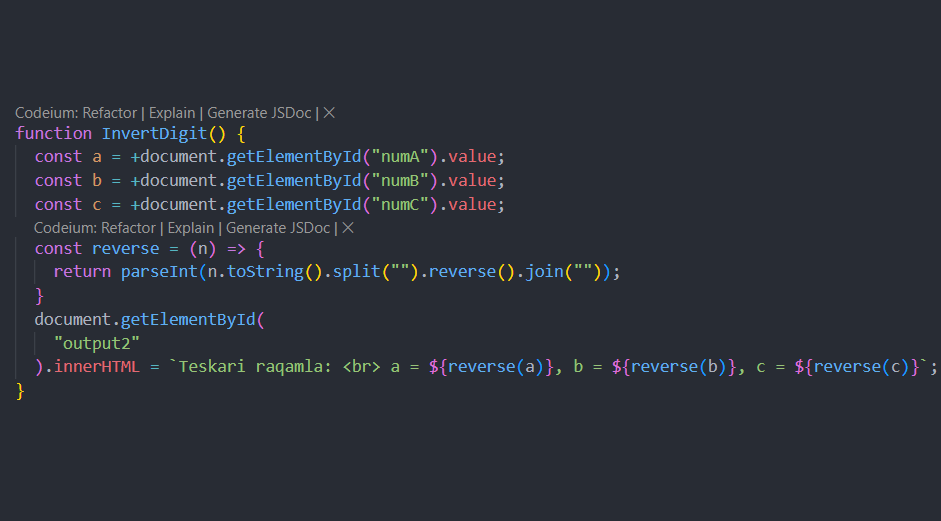 Codeium: Refactor | Explain | Generate JSDoc | ×
function InvertDigit() {
const a = +document.getElementById("numA").value;
const b = +document.getElementById("numB").value;
const c = +document.getElementById("numC").value;
Codeium: Refactor | Explain | Generate JSDoc | ×
const reverse = (n) => {
return parseInt(n.toString().split("").reverse().join(""));
}
document.getElementById(
"output2"
).innerHTML = `Teskari raqamla: <br> a = ${reverse(a)}, b = ${reverse(b)}, c = ${reverse(c)}`;
}